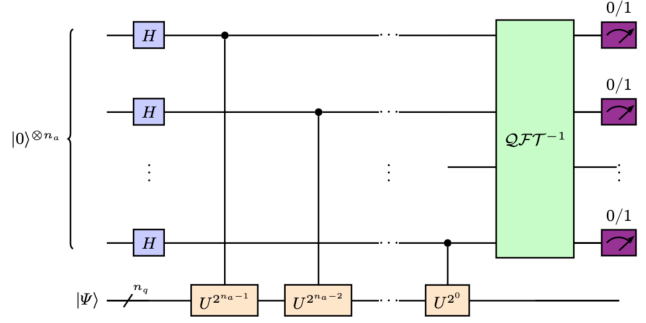 0/1
H
···
0/1
H
···
|0⟩^{⊗n_a}
QFT^{−1}
⋮
⋮
⋮
0/1
H
···
|Ψ⟩
n_q
U^{2^{n_a−1}}
U^{2^{n_a−2}}
···
U^{2^0}